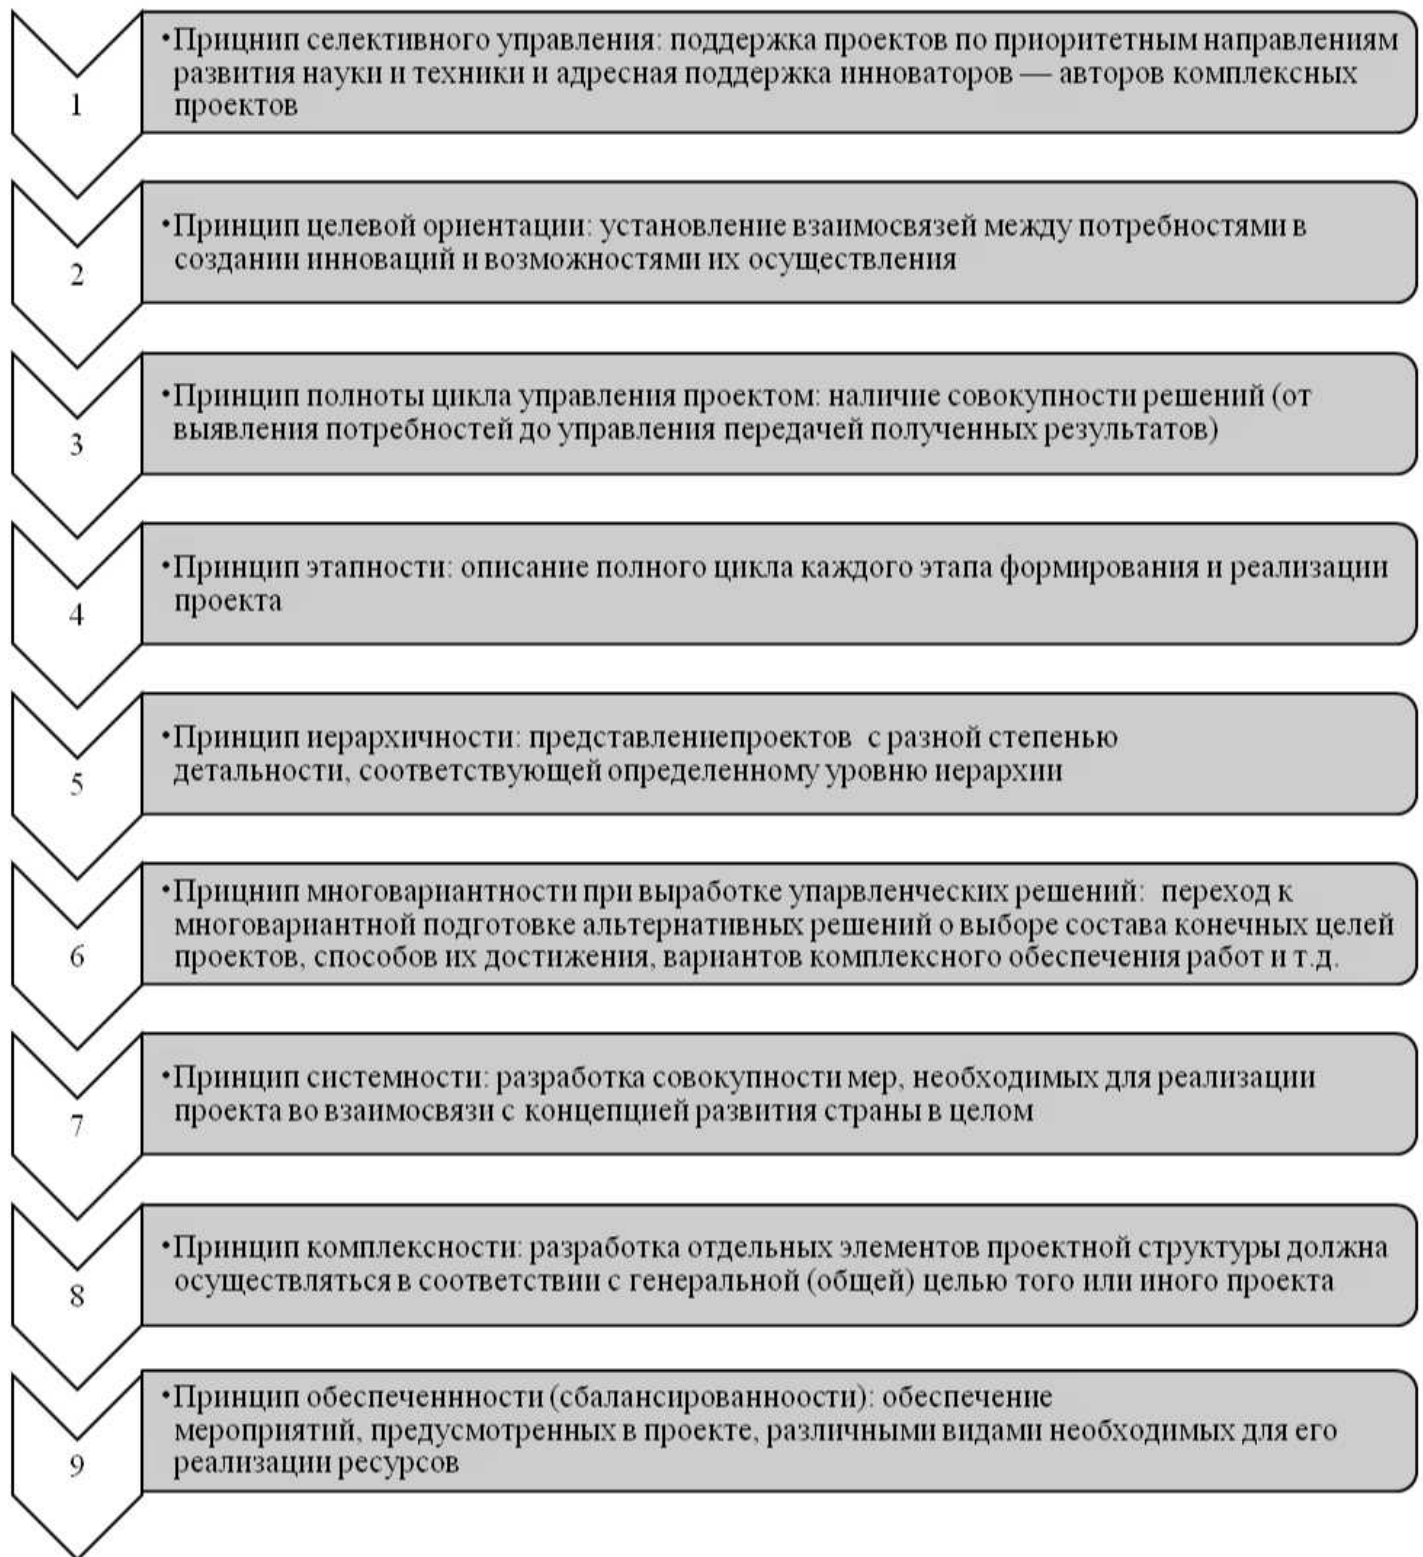 •Прицнип селективного управления: поддержка проектов по приоритетным направлениям
развития науки и техники и адресная поддержка инноваторов — авторов комплексных
проектов
1
•Принцип целевой ориентации: установление взаимосвязей между потребностями в
создании инноваций и возможностями их осуществления
2
•Принцип полноты цикла управления проектом: наличие совокупности решений (от
выявления потребностей до управления передачей полученных результатов)
3
•Принцип этапности: описание полного цикла каждого этапа формирования и реализации
проекта
4
•Принцип иерархичности: представлениепроектов с разной степенью
детальности, соответствующей определенному уровню иерархии
5
•Прицнип многовариантности при выработке упарвленческих решений: переход к
многовариантной подготовке альтернативных решений о выборе состава конечных целей
проектов, способов их достижения, вариантов комплексного обеспечения работ и т.д.
6
•Принцип системности: разработка совокупности мер, необходимых для реализации
проекта во взаимосвязи с концепцией развития страны в целом
7
•Принцип комплексности: разработка отдельных элементов проектной структуры должна
осуществляться в соответствии с генеральной (общей) целью того или иного проекта
8
•Принцип обеспеченнности (сбалансированноости): обеспечение
мероприятий, предусмотренных в проекте, различными видами необходимых для его
реализации ресурсов
9